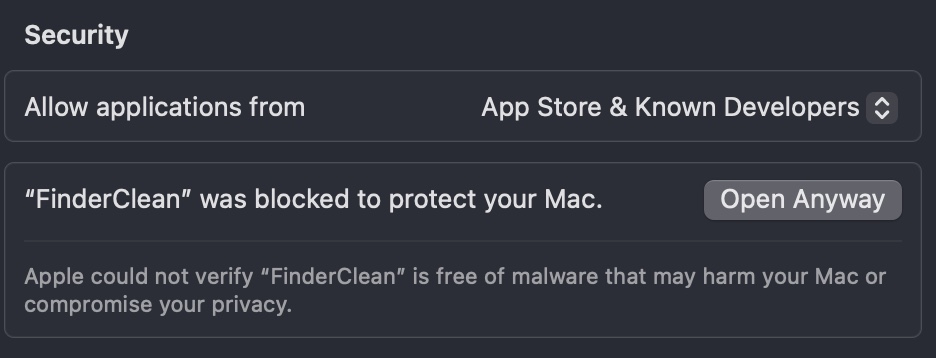 Security
Allow applications from App Store & Known Developers
“FinderClean” was blocked to protect your Mac. Open Anyway
Apple could not verify “FinderClean” is free of malware that may harm your Mac or
compromise your privacy.